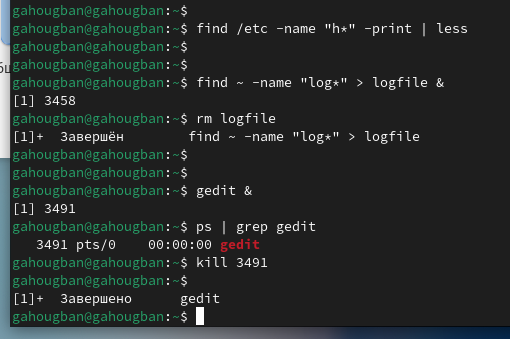 gahougban@gahougban:~$
gahougban@gahougban:~$ find /etc -name "h*" -print | less
gahougban@gahougban:~$
gahougban@gahougban:~$
gahougban@gahougban:~$ find ~ -name "log*" > logfile &
[1] 3458
gahougban@gahougban:~$ rm logfile
[1]+  Завершён        find ~ -name "log*" > logfile
gahougban@gahougban:~$
gahougban@gahougban:~$
gahougban@gahougban:~$ gedit &
[1] 3491
gahougban@gahougban:~$ ps | grep gedit
   3491 pts/0    00:00:00 gedit
gahougban@gahougban:~$ kill 3491
gahougban@gahougban:~$
[1]+  Завершено      gedit
gahougban@gahougban:~$